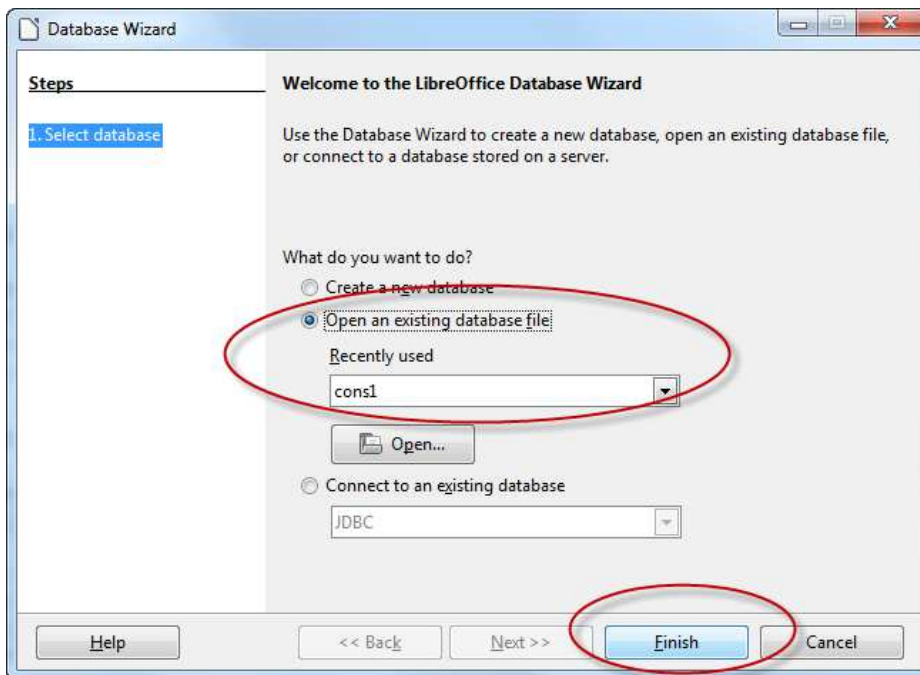 Database Wizard
Steps
1. Select database
Welcome to the LibreOffice Database Wizard
Use the Database Wizard to create a new database, open an existing database file,
or connect to a database stored on a server.
What do you want to do?
Create a new database
Open an existing database file
Recently used
cons1
Open...
Connect to an existing database
JDBC
Help
<< Back
Next >>
Finish
Cancel